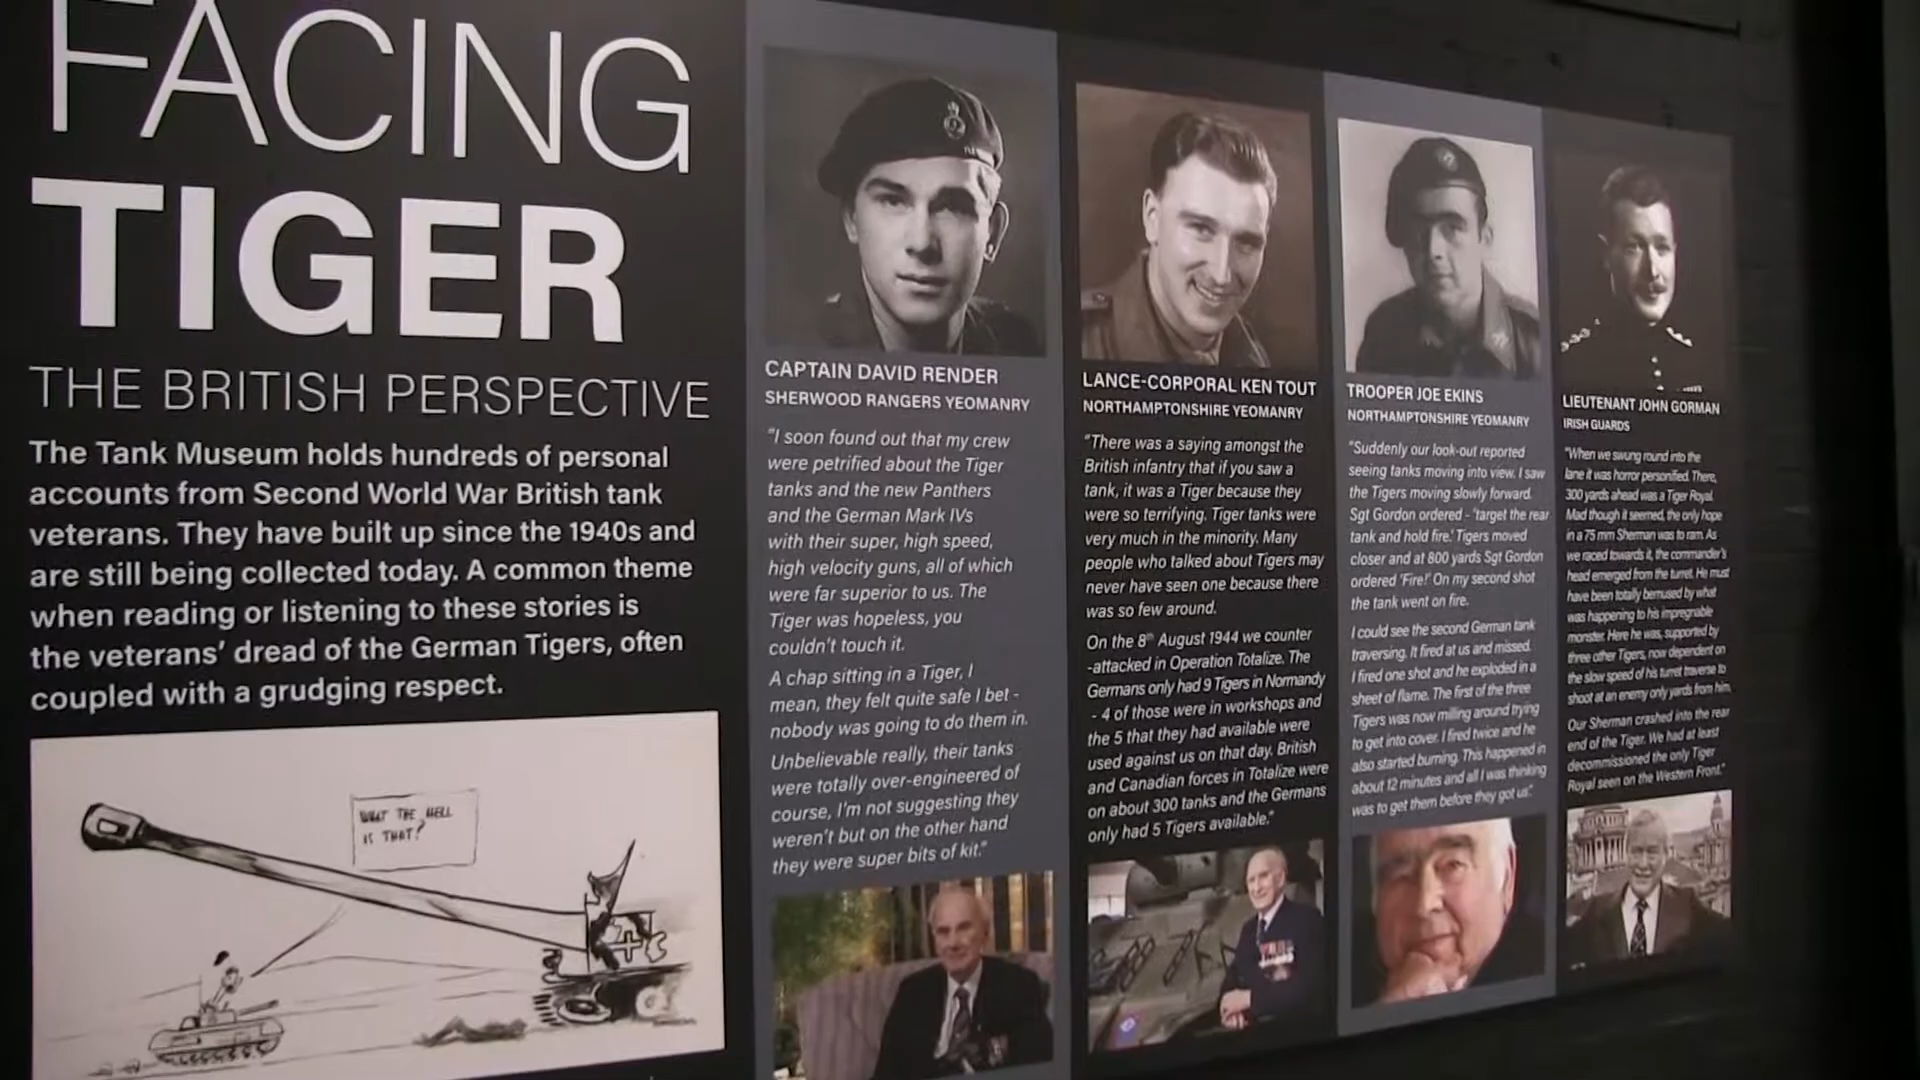 FACING
TIGER
THE BRITISH PERSPECTIVE
The Tank Museum holds hundreds of personal
accounts from Second World War British tank
veterans. They have built up since the 1940s and
are still being collected today. A common theme
when reading or listening to these stories is
the veterans' dread of the German Tigers, often
coupled with a grudging respect.
WHAT THE HELL
IS THAT?
CAPTAIN DAVID RENDER
SHERWOOD RANGERS YEOMANRY
"I soon found out that my crew
were petrified about the Tiger
tanks and the new Panthers
and the German Mark IVs
with their super, high speed,
high velocity guns, all of which
were far superior to us. The
Tiger was hopeless, you
couldn't touch it.
A chap sitting in a Tiger, I
mean, they felt quite safe I bet -
nobody was going to do them in.
Unbelievable really, their tanks
were totally over-engineered of
course, I'm not suggesting they
weren't but on the other hand
they were super bits of kit."
LANCE-CORPORAL KEN TOUT
NORTHAMPTONSHIRE YEOMANRY
"There was a saying amongst the
British infantry that if you saw a
tank, it was a Tiger because they
were so terrifying. Tiger tanks were
very much in the minority. Many
people who talked about Tigers may
never have seen one because there
was so few around.
On the 8th August 1944 we counter
-attacked in Operation Totalize. The
Germans only had 9 Tigers in Normandy
- 4 of those were in workshops and
the 5 that they had available were
used against us on that day. British
and Canadian forces in Totalize were
on about 300 tanks and the Germans
only had 5 Tigers available."
TROOPER JOE EKINS
NORTHAMPTONSHIRE YEOMANRY
"Suddenly our look-out reported
seeing tanks moving into view. I saw
the Tigers moving slowly forward.
Sgt Gordon ordered - 'target the rear
tank and hold fire.' Tigers moved
closer and at 800 yards Sgt Gordon
ordered 'Fire!' On my second shot
the tank went on fire.
I could see the second German tank
traversing. It fired at us and missed.
I fired one shot and he exploded in a
sheet of flame. The first of the three
Tigers was now milling around trying
to get into cover. I fired twice and he
also started burning. This happened in
about 12 minutes and all I was thinking
was to get them before they got us."
LIEUTENANT JOHN GORMAN
IRISH GUARDS
"When we swung round into the
lane it was horror personified. There,
300 yards ahead was a Tiger Royal.
Mad though it seemed, the only hope
in a 75 mm Sherman was to ram. As
we raced towards it, the commander's
head emerged from the turret. He must
have been totally bemused by what
was happening to his impregnable
monster. Here he was, supported by
three other Tigers, now dependent on
the slow speed of his turret traverse to
shoot at an enemy only yards from him.
Our Sherman crashed into the rear
end of the Tiger. We had at least
decommissioned the only Tiger
Royal seen on the Western Front."